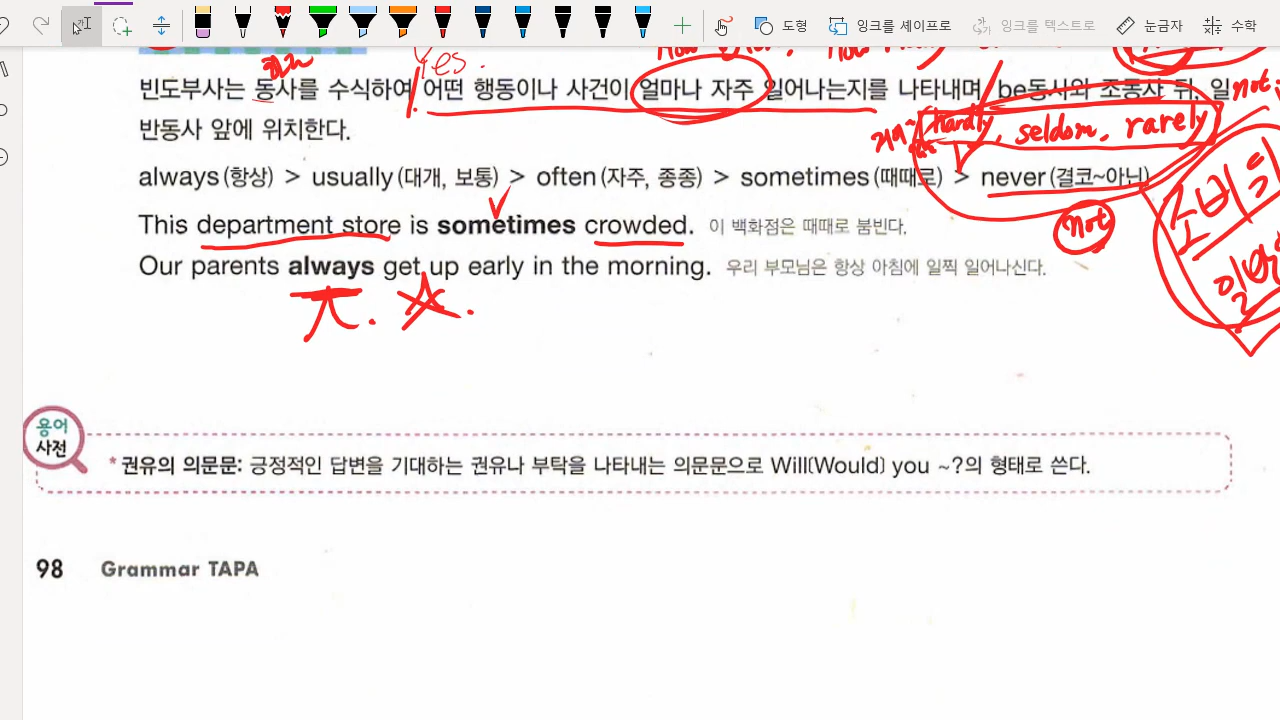 도형 잉크를 셰이프로 잉크를 텍스트로 눈금자 수학
Yes.
빈도부사는 동사를 수식하여 어떤 행동이나 사건이 얼마나 자주 일어나는지를 나타내며, be동사와 조동사 뒤, 일
not
반동사 앞에 위치한다.
hardly, seldom, rarely
always(항상) > usually(대개, 보통) > often(자주, 종종) > sometimes(때때로) > never(결코~아닌)
This department store is sometimes crowded. 이 백화점은 때때로 붐빈다.
not
조비뒤
Our parents always get up early in the morning. 우리 부모님은 항상 아침에 일찍 일어나신다.
용어
사전
* 권유의 의문문: 긍정적인 답변을 기대하는 권유나 부탁을 나타내는 의문문으로 Will(Would) you ~?의 형태로 쓴다.
98 Grammar TAPA